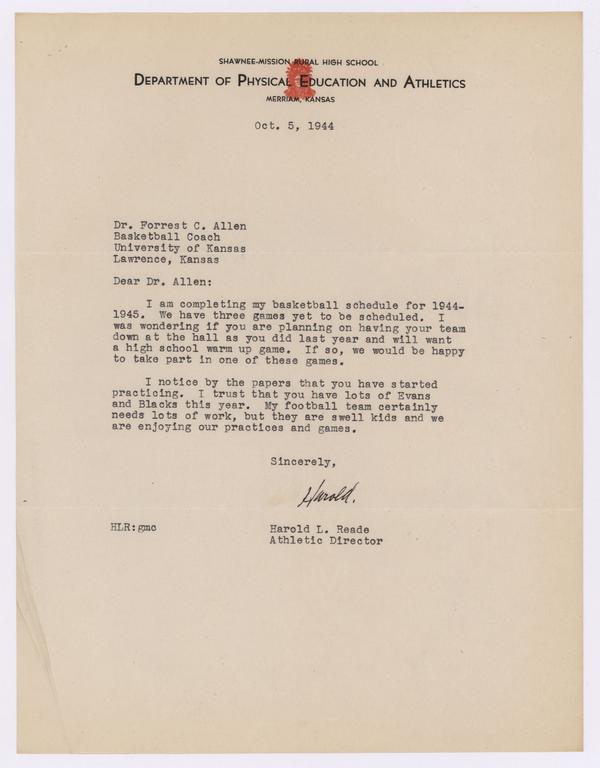 SHAWNEE-MISSION RURAL HIGH SCHOOL
DEPARTMENT OF PHYSICAL EDUCATION AND ATHLETICS
MERRIAM, KANSAS
Oct. 5, 1944
Dr. Forrest C. Allen
Basketball Coach
University of Kansas
Lawrence, Kansas
Dear Dr. Allen:
I am completing my basketball schedule for 1944-
1945. We have three games yet to be scheduled. I
was wondering if you are planning on having your team
down at the hall as you did last year and will want
a high school warm up game. If so, we would be happy
to take part in one of these games.
I notice by the papers that you have started
practicing. I trust that you have lots of Evans
and Blacks this year. My football team certainly
needs lots of work, but they are swell kids and we
are enjoying our practices and games.
Sincerely,
Harold.
HLR:gmc
Harold L. Reade
Athletic Director